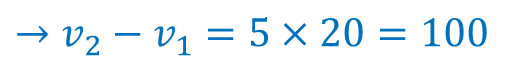 → v₂ − v₁ = 5 × 20 = 100